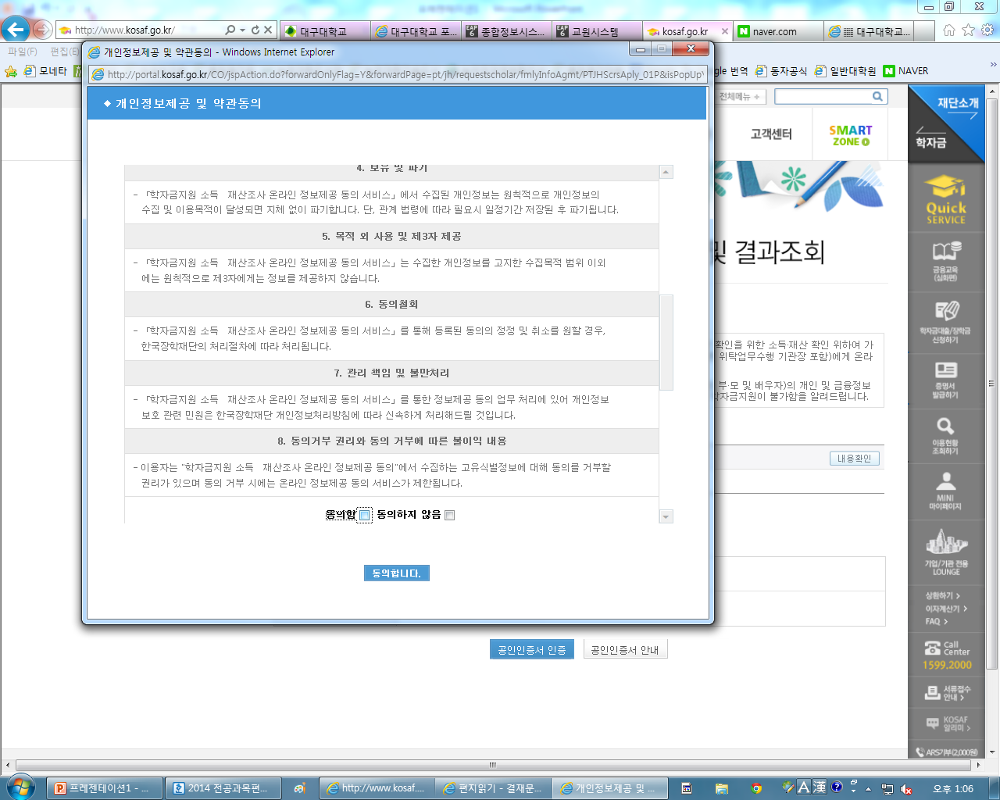 http://www.kosaf.go.kr/
대구대학교
대구대학교 포...
종합정보시스...
교원시스템
kosaf.go.kr
naver.com
대구대학교...
파일(F) 편집(E)
개인정보제공 및 약관동의 - Windows Internet Explorer
모네타
번역
동자공식
일반대학원
NAVER
http://portal.kosaf.go.kr/CO/jspAction.do?forwardOnlyFlag=Y&forwardPage=pt/jh/requestscholar/fmlyInfoAgmt/PTJHScrsAply_01P&isPopUp
◆ 개인정보제공 및 약관동의
전체메뉴 +
재단소개
학자금
고객센터
SMART
ZONE
4. 보유 및 파기
- 「학자금지원 소득 재산조사 온라인 정보제공 동의 서비스」에서 수집된 개인정보는 원칙적으로 개인정보의
수집 및 이용목적이 달성되면 지체 없이 파기합니다. 단, 관계 법령에 따라 필요시 일정기간 저장된 후 파기됩니다.
Quick
SERVICE
5. 목적 외 사용 및 제3자 제공
- 「학자금지원 소득 재산조사 온라인 정보제공 동의 서비스」는 수집한 개인정보를 고지한 수집목적 범위 이외
에는 원칙적으로 제3자에게는 정보를 제공하지 않습니다.
및 결과조회
금융교육
(심화면)
6. 동의철회
- 「학자금지원 소득 재산조사 온라인 정보제공 동의 서비스」를 통해 등록된 동의의 정정 및 취소를 원할 경우,
한국장학재단의 처리절차에 따라 처리됩니다.
학자금대출/장학금
신청하기
확인을 위한 소득·재산 확인 위하여 가
위탁업무수행 기관장 포함)에게 온라
부·모 및 배우자)의 개인 및 금융정보
학자금지원이 불가함을 알려드립니다.
7. 관리 책임 및 불만처리
- 「학자금지원 소득 재산조사 온라인 정보제공 동의 서비스」를 통한 정보제공 동의 업무 처리에 있어 개인정보
보호 관련 민원은 한국장학재단 개인정보처리방침에 따라 신속하게 처리해드릴 것입니다.
증명서
발급하기
8. 동의거부 권리와 동의 거부에 따른 불이익 내용
- 이용자는 "학자금지원 소득 재산조사 온라인 정보제공 동의"에서 수집하는 고유식별정보에 대해 동의를 거부할
권리가 있으며 동의 거부 시에는 온라인 정보제공 동의 서비스가 제한됩니다.
이용현황
조회하기
내용확인
동의함 동의하지 않음
MINI
마이페이지
동의합니다.
기업/기관 전용
LOUNGE
상환하기 >
이자계산기 >
FAQ >
공인인증서 인증
공인인증서 안내
Call
Center
1599.2000
서류접수
안내 >
KOSAF
알리미 >
ARS기부(2,000원)
프레젠테이션1 - ...
2014 전공과목편...
http://www.kosaf....
편지읽기 - 결재문...
개인정보제공 및 ...
A 漢
오후 1:06